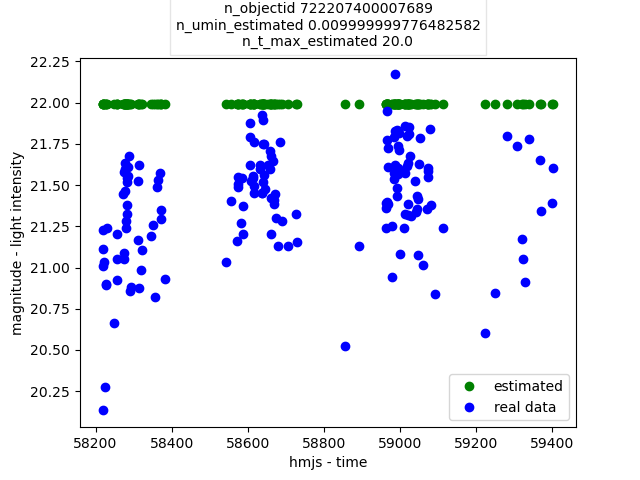 n_objectid 722207400007689
n_umin_estimated 0.009999999776482582
n_t_max_estimated 20.0
22.25
22.00
21.75
21.50
21.25
21.00
20.75
20.50
20.25
magnitude - light intensity
estimated
real data
58200 58400 58600 58800 59000 59200 59400
hmjs - time